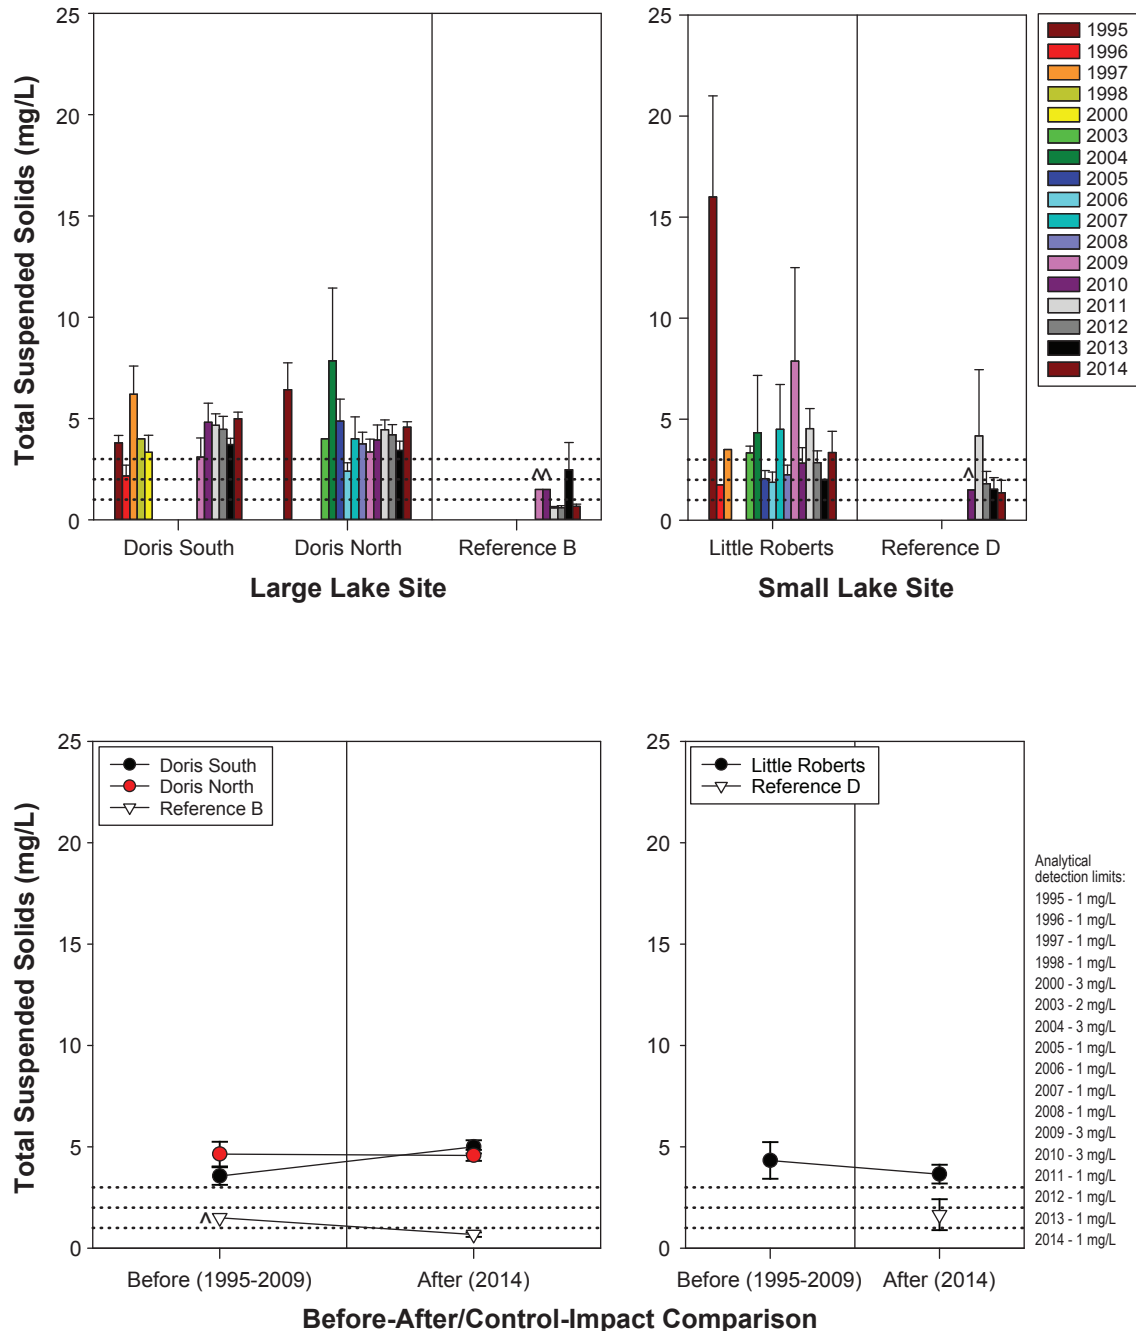 Total Suspended Solids (mg/L)
25
20
15
10
5
0
^^
Doris South
Doris North
Reference B
Large Lake Site
25
20
15
10
5
0
^
Little Roberts
Reference D
Small Lake Site
1995
1996
1997
1998
2000
2003
2004
2005
2006
2007
2008
2009
2010
2011
2012
2013
2014
Total Suspended Solids (mg/L)
25
20
15
10
5
0
Doris South
Doris North
Reference B
^
Before (1995-2009)
After (2014)
25
20
15
10
5
0
Little Roberts
Reference D
Before (1995-2009)
After (2014)
Before-After/Control-Impact Comparison
Analytical
detection limits:
1995 - 1 mg/L
1996 - 1 mg/L
1997 - 1 mg/L
1998 - 1 mg/L
2000 - 3 mg/L
2003 - 2 mg/L
2004 - 3 mg/L
2005 - 1 mg/L
2006 - 1 mg/L
2007 - 1 mg/L
2008 - 1 mg/L
2009 - 3 mg/L
2010 - 3 mg/L
2011 - 1 mg/L
2012 - 1 mg/L
2013 - 1 mg/L
2014 - 1 mg/L